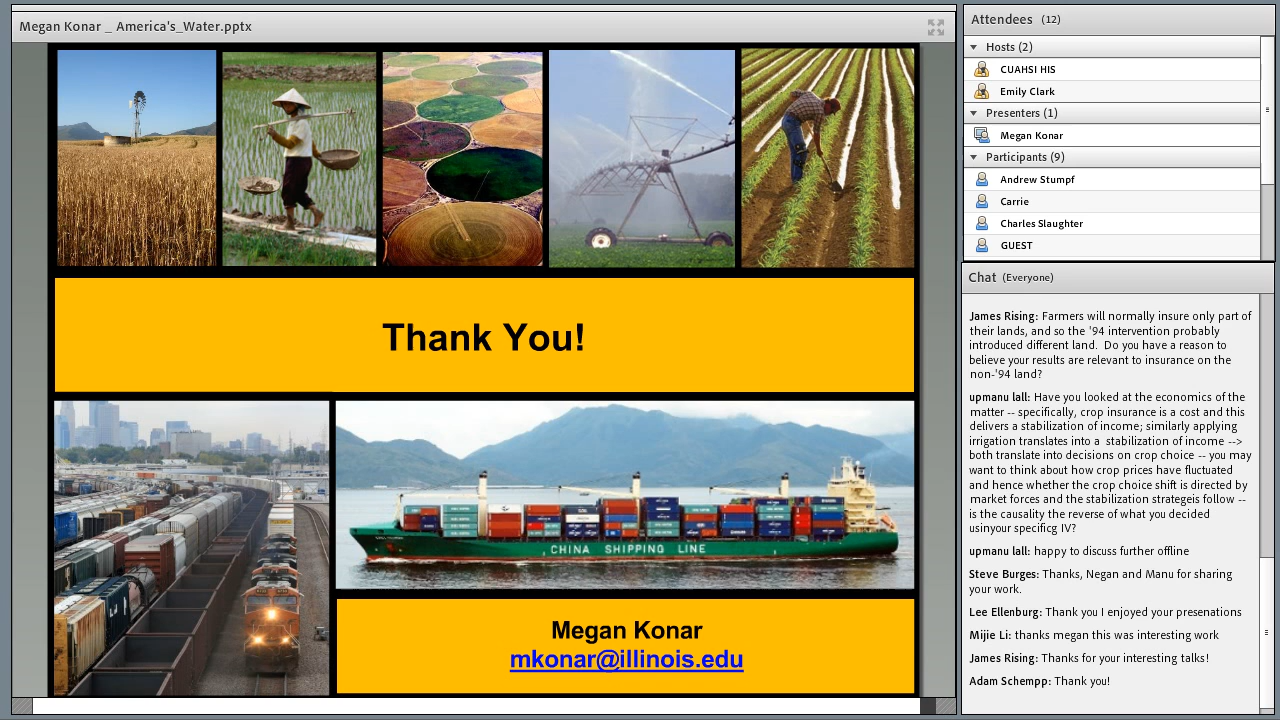 Megan Konar _ America's_Water.pptx
Thank You!
CHINA SHIPPING LINE
Megan Konar
mkonar@illinois.edu
Attendees (12)
Hosts (2)
CUAHSI HIS
Emily Clark
Presenters (1)
Megan Konar
Participants (9)
Andrew Stumpf
Carrie
Charles Slaughter
GUEST
Chat (Everyone)
James Rising: Farmers will normally insure only part of
their lands, and so the '94 intention probably
introduced different land. Do you have a reason to
believe your results are relevant to insurance on the
non-'94 land?
upmanu lall: Have you looked at the economics of the
matter -- specifically, crop insurance is a cost and this
delivers a stabilization of income; similarly applying
irrigation translates into a stabilization of income -->
both translate into decisions on crop choice -- you may
want to think about how crop prices have fluctuated
and hence whether the crop choice shift is directed by
market forces and the stabilization strategeis follow --
is the causality the reverse of what you decided
usinyour specificg IV?
upmanu lall: happy to discuss further offline
Steve Burges: Thanks, Negan and Manu for sharing
your work.
Lee Ellenburg: Thank you I enjoyed your presenations
Mijie Li: thanks megan this was interesting work
James Rising: Thanks for your interesting talks!
Adam Schempp: Thank you!